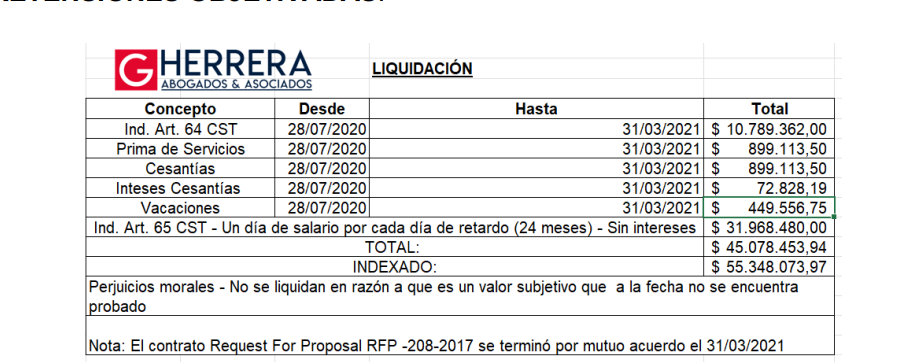 G HERRERA
ABOGADOS & ASOCIADOS
LIQUIDACIÓN
Concepto Desde Hasta Total
Ind. Art. 64 CST 28/07/2020 31/03/2021 $ 10.789.362,00
Prima de Servicios 28/07/2020 31/03/2021 $ 899.113,50
Cesantías 28/07/2020 31/03/2021 $ 899.113,50
Inteses Cesantías 28/07/2020 31/03/2021 $ 72.828,19
Vacaciones 28/07/2020 31/03/2021 $ 449.556,75
Ind. Art. 65 CST - Un día de salario por cada día de retardo (24 meses) - Sin intereses $ 31.968.480,00
TOTAL: $ 45.078.453,94
INDEXADO: $ 55.348.073,97
Perjuicios morales - No se liquidan en razón a que es un valor subjetivo que a la fecha no se encuentra
probado
Nota: El contrato Request For Proposal RFP -208-2017 se terminó por mutuo acuerdo el 31/03/2021